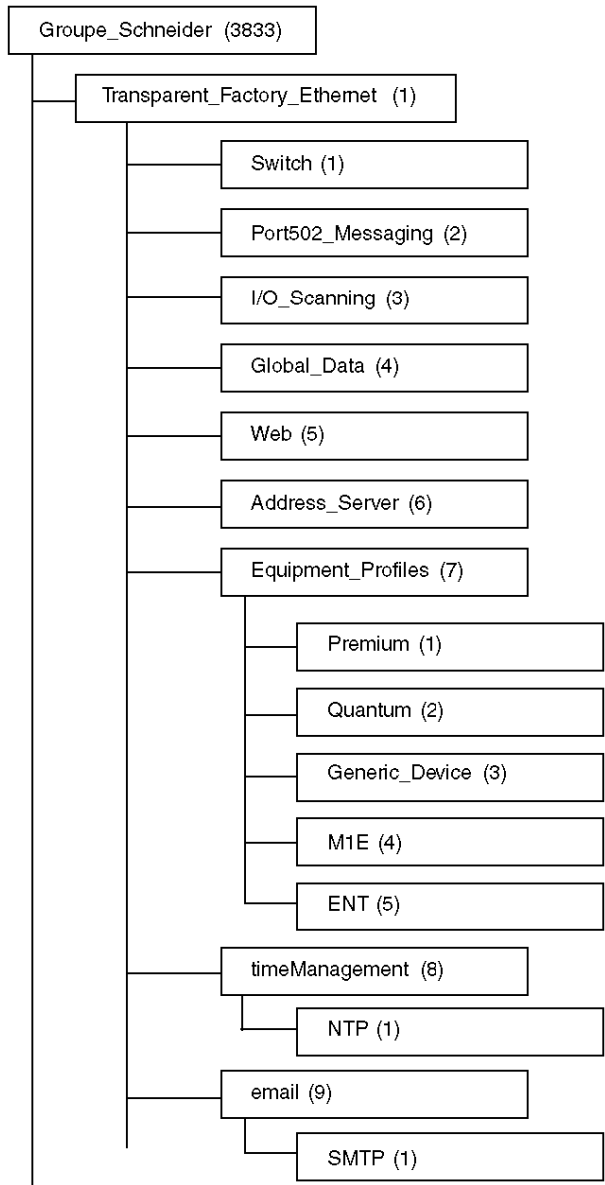 Groupe_Schneider (3833)
Transparent_Factory_Ethernet (1)
Switch (1)
Port502_Messaging (2)
I/O_Scanning (3)
Global_Data (4)
Web (5)
Address_Server (6)
Equipment_Profiles (7)
Premium (1)
Quantum (2)
Generic_Device (3)
M1E (4)
ENT (5)
timeManagement (8)
NTP (1)
email (9)
SMTP (1)